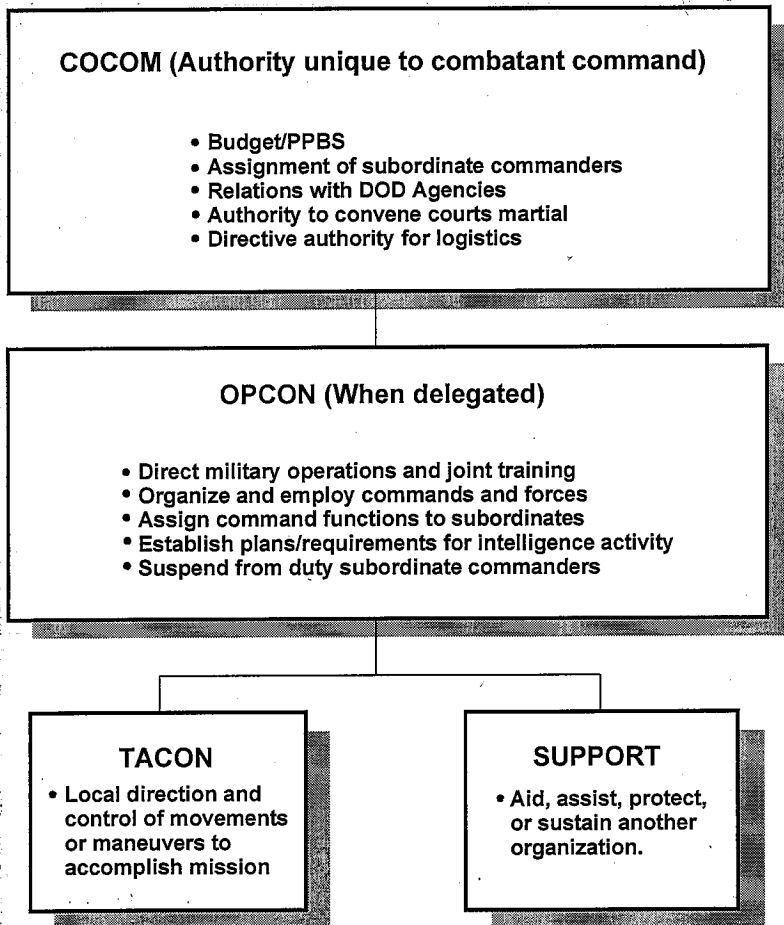 COCOM (Authority unique to combatant command)
• Budget/PPBS
• Assignment of subordinate commanders
• Relations with DOD Agencies
• Authority to convene courts martial
• Directive authority for logistics
OPCON (When delegated)
• Direct military operations and joint training
• Organize and employ commands and forces
• Assign command functions to subordinates
• Establish plans/requirements for intelligence activity
• Suspend from duty subordinate commanders
TACON
• Local direction and
control of movements
or maneuvers to
accomplish mission
SUPPORT
• Aid, assist, protect,
or sustain another
organization.